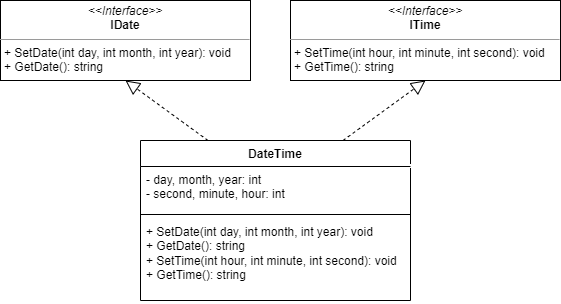 <<Interface>>
IDate
+ SetDate(int day, int month, int year): void
+ GetDate(): string
<<Interface>>
ITime
+ SetTime(int hour, int minute, int second): void
+ GetTime(): string
DateTime
- day, month, year: int
- second, minute, hour: int
+ SetDate(int day, int month, int year): void
+ GetDate(): string
+ SetTime(int hour, int minute, int second): void
+ GetTime(): string